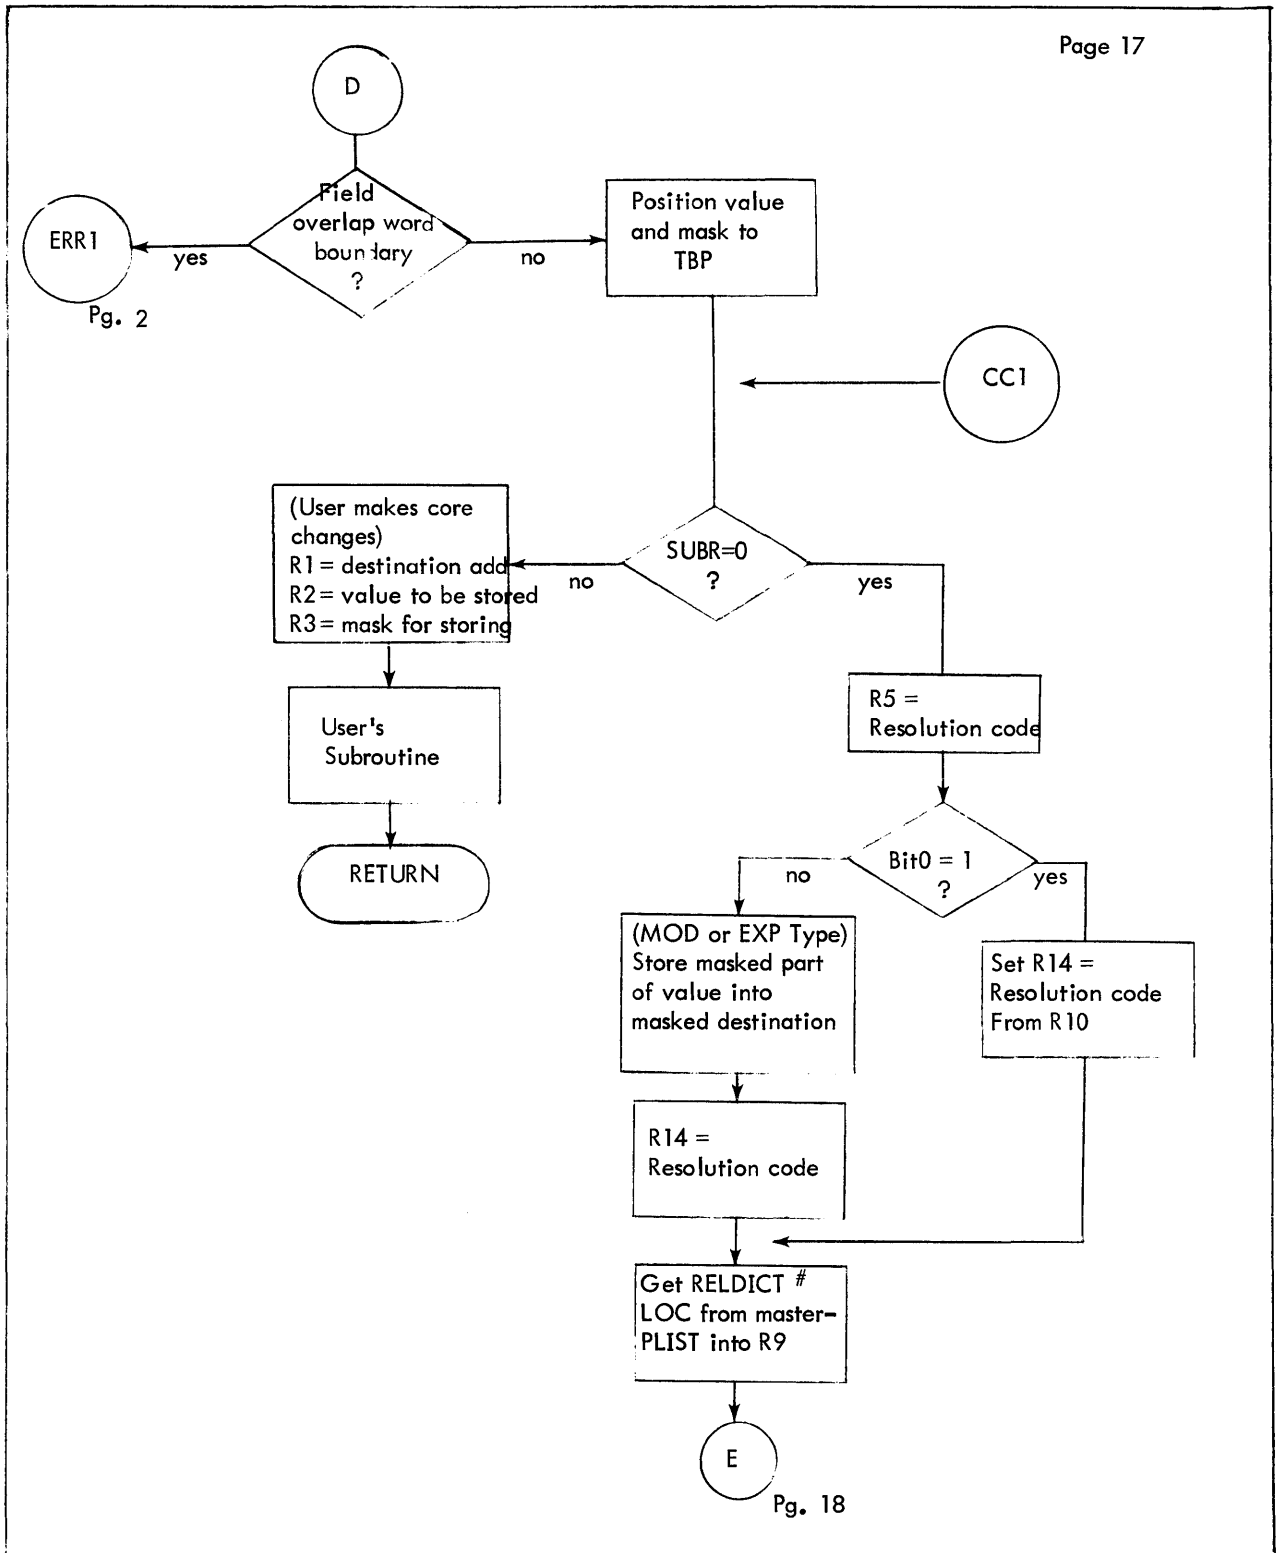 Page 17
D
Field
overlap word
boundary
?
yes
no
ERR1
Pg. 2
Position value
and mask to
TBP
CC1
SUBR=0
?
no
yes
(User makes core
changes)
R1 = destination add
R2 = value to be stored
R3 = mask for storing
User's
Subroutine
RETURN
R5 =
Resolution code
Bit0 = 1
?
no
yes
(MOD or EXP Type)
Store masked part
of value into
masked destination
Set R14 =
Resolution code
From R10
R14 =
Resolution code
Get RELDICT #
LOC from master-
PLIST into R9
E
Pg. 18